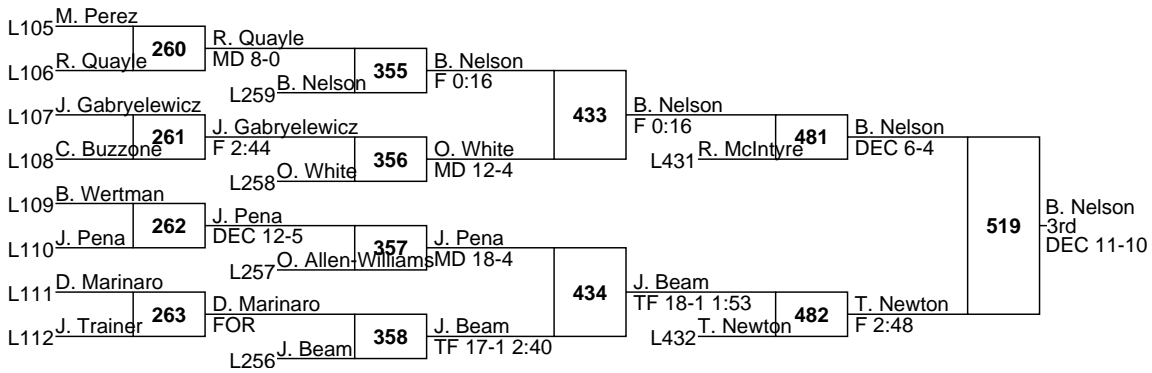 L105 M. Perez
260
L106 R. Quayle
R. Quayle
MD 8-0
355
L259 B. Nelson
B. Nelson
F 0:16
L107 J. Gabryelewicz
261
L108 C. Buzzone
J. Gabryelewicz
F 2:44
356
L258 O. White
O. White
MD 12-4
433
B. Nelson
F 0:16
481
L431 R. McIntyre
B. Nelson
DEC 6-4
L109 B. Wertman
262
L110 J. Pena
J. Pena
DEC 12-5
357
L257 O. Allen-Williams
J. Pena
MD 18-4
L111 D. Marinaro
263
L112 J. Trainer
D. Marinaro
FOR
358
L256 J. Beam
J. Beam
TF 17-1 2:40
434
J. Beam
TF 18-1 1:53
482
L432 T. Newton
T. Newton
F 2:48
519
B. Nelson
3rd
DEC 11-10